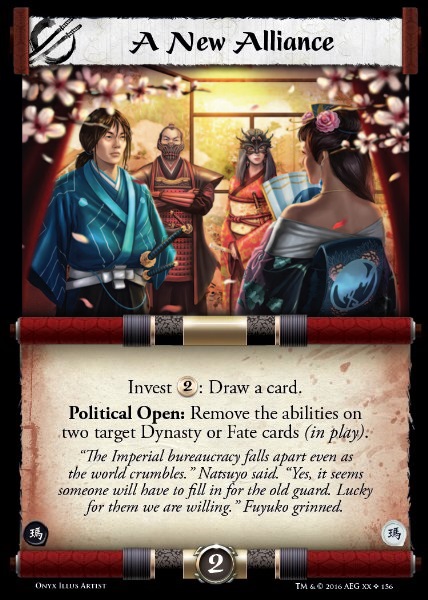 A New Alliance
Invest 2: Draw a card.
Political Open: Remove the abilities on
two target Dynasty or Fate cards (in play).
“The Imperial bureaucracy falls apart even as
the world crumbles.” Natsuyo said. “Yes, it seems
someone will have to fill in for the old guard. Lucky
for them we are willing.” Fuyuko grinned.
瑪 瑪
2
Onyx Illus Artist
TM & © 2016 AEG XX ❖ 156